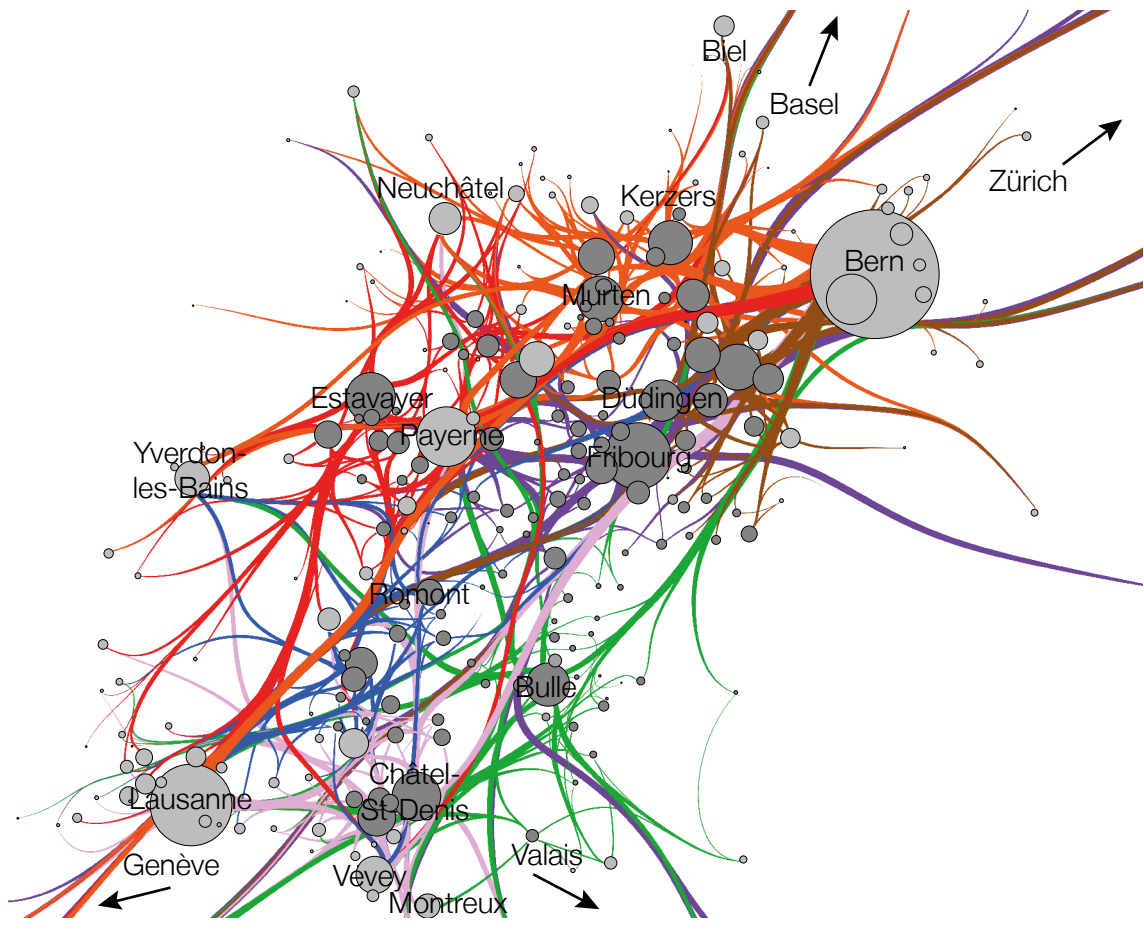 Biel
Basel
Zürich
Neuchâtel
Kerzers
Bern
Murten
Estavayer
Düdingen
Payerne
Yverdon-
les-Bains
Fribourg
Romont
Bulle
Châtel-
St-Denis
Lausanne
Genève
Valais
Vevey
Montreux